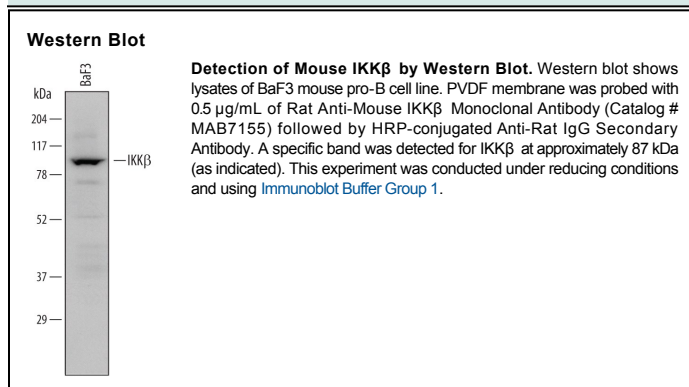 Western Blot
BaF3
kDa
204
117
78
52
37
29
IKKβ
Detection of Mouse IKKβ by Western Blot. Western blot shows
lysates of BaF3 mouse pro-B cell line. PVDF membrane was probed with
0.5 µg/mL of Rat Anti-Mouse IKKβ Monoclonal Antibody (Catalog #
MAB7155) followed by HRP-conjugated Anti-Rat IgG Secondary
Antibody. A specific band was detected for IKKβ at approximately 87 kDa
(as indicated). This experiment was conducted under reducing conditions
and using Immunoblot Buffer Group 1.